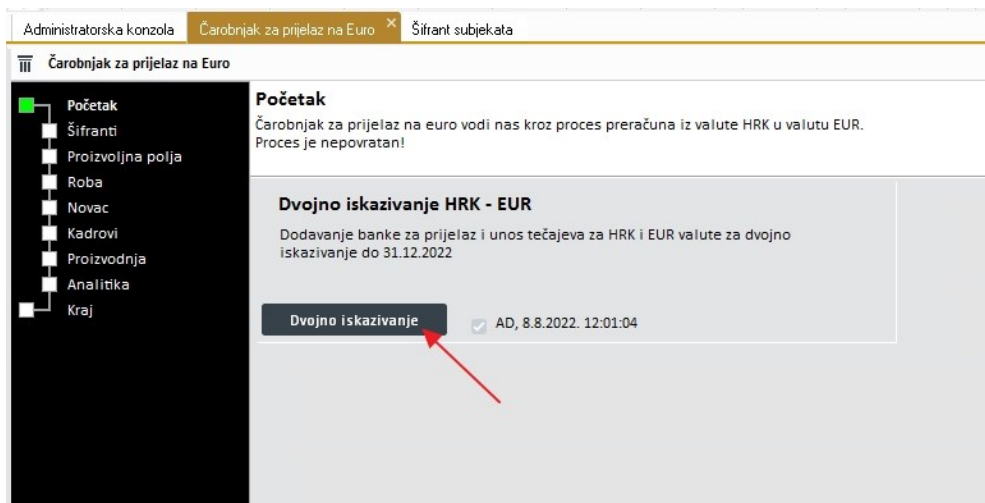 Administratorska konzola
Čarobnjak za prijelaz na Euro
Šifrant subjekata
Čarobnjak za prijelaz na Euro
Početak
Šifranti
Proizvoljna polja
Roba
Novac
Kadrovi
Proizvodnja
Analitika
Kraj
Početak
Čarobnjak za prijelaz na euro vodi nas kroz proces preračuna iz valute HRK u valutu EUR.
Proces je nepovratan!
Dvojno iskazivanje HRK - EUR
Dodavanje banke za prijelaz i unos tečajeva za HRK i EUR valute za dvojno
iskazivanje do 31.12.2022
Dvojno iskazivanje
AD, 8.8.2022. 12:01:04